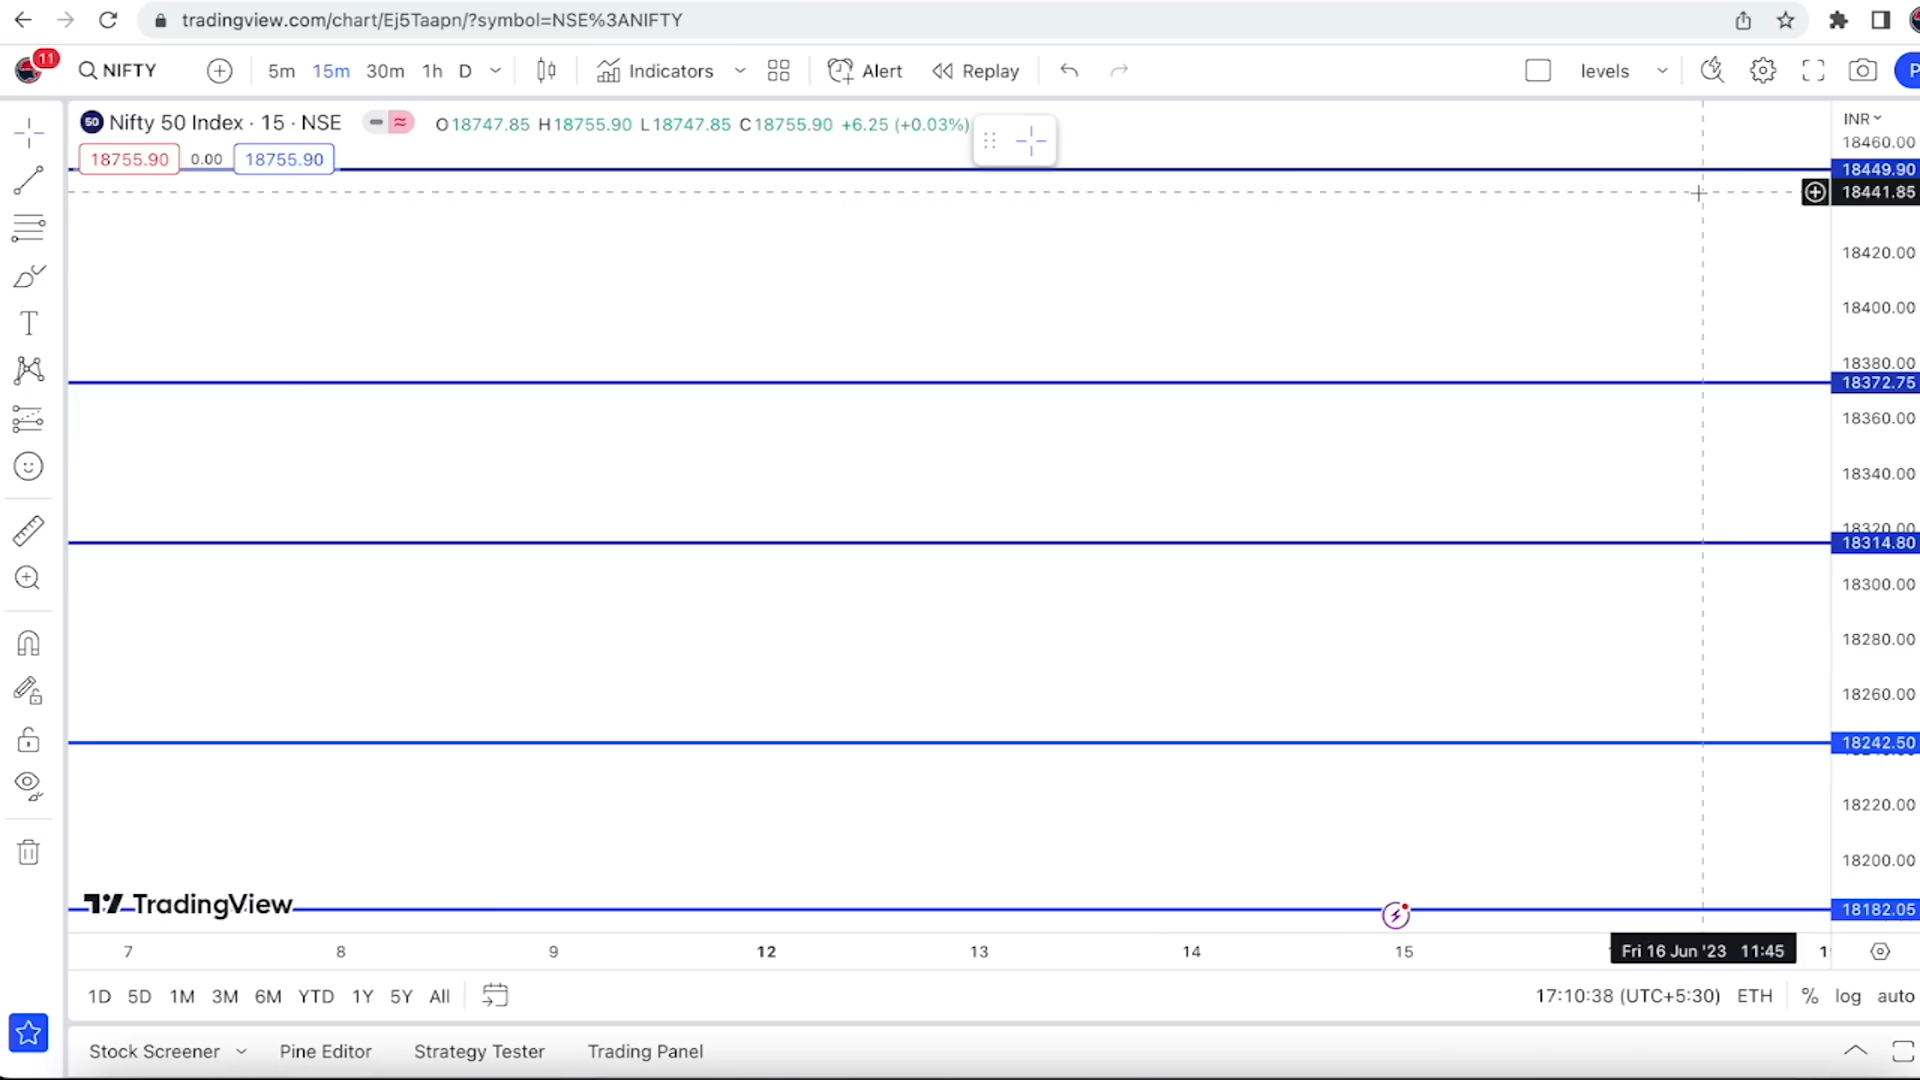 tradingview.com/chart/Ej5Taapn/?symbol=NSE%3ANIFTY
11 NIFTY 5m 15m 30m 1h D Indicators Alert Replay levels P
50 Nifty 50 Index · 15 · NSE O18747.85 H18755.90 L18747.85 C18755.90 +6.25 (+0.03%) INR
18460.00
18755.90 0.00 18755.90
18449.90
18441.85
18420.00
18400.00
18380.00
18372.75
18360.00
18340.00
18320.00
18314.80
18300.00
18280.00
18260.00
18242.50
18220.00
18200.00
TradingView
18182.05
7 8 9 12 13 14 15 Fri 16 Jun '23 11:45 1
1D 5D 1M 3M 6M YTD 1Y 5Y All 17:10:38 (UTC+5:30) ETH % log auto
Stock Screener Pine Editor Strategy Tester Trading Panel